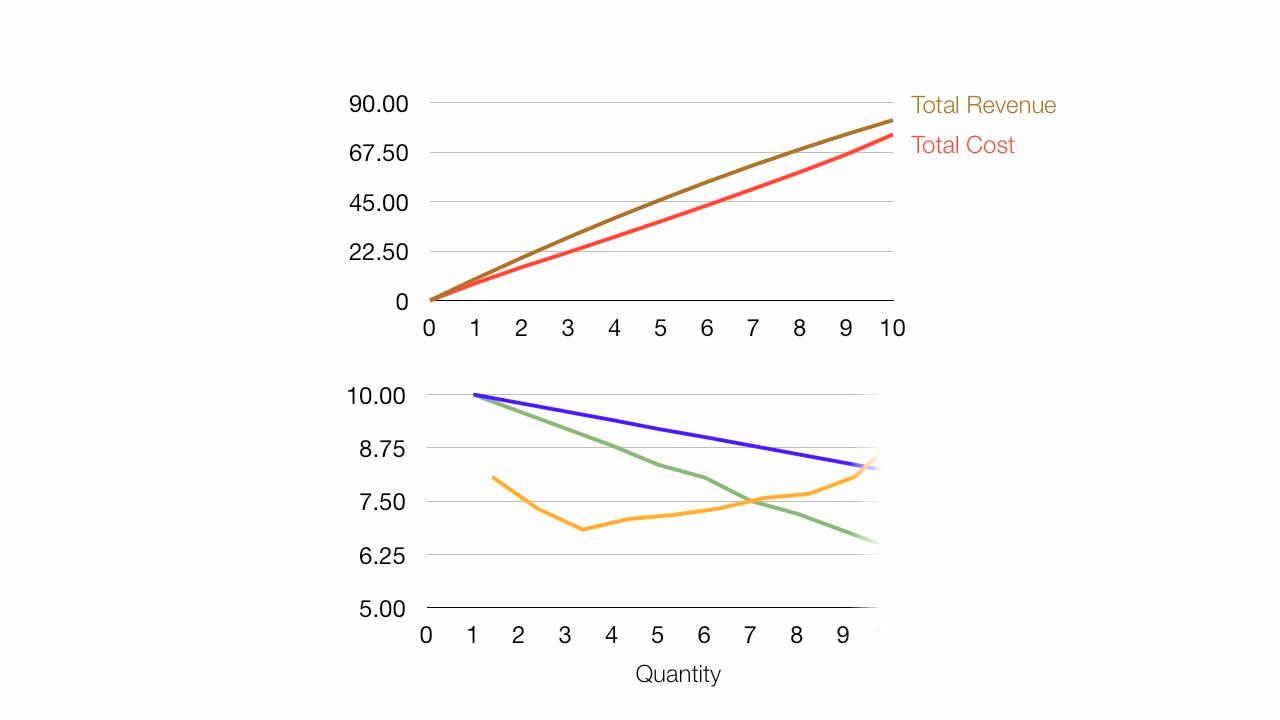 90.00
67.50
45.00
22.50
0
0 1 2 3 4 5 6 7 8 9 10
Total Revenue
Total Cost
10.00
8.75
7.50
6.25
5.00
0 1 2 3 4 5 6 7 8 9
Quantity